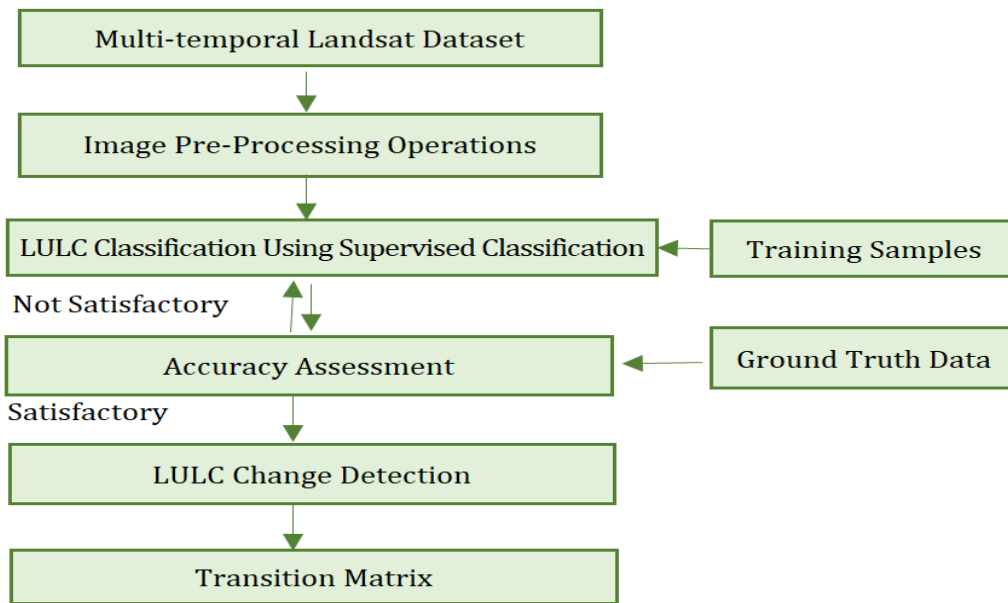 Multi-temporal Landsat Dataset
Image Pre-Processing Operations
LULC Classification Using Supervised Classification
Training Samples
Not Satisfactory
Accuracy Assessment
Ground Truth Data
Satisfactory
LULC Change Detection
Transition Matrix